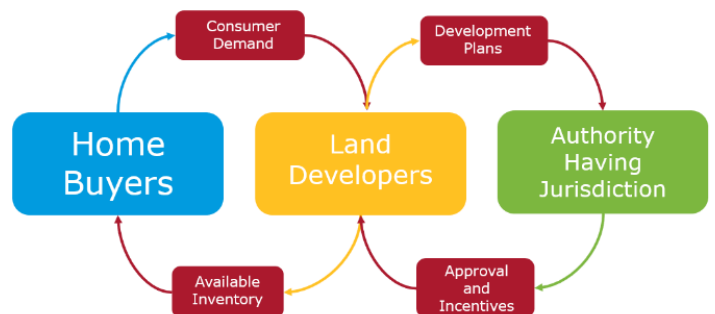 Consumer
Demand
Development
Plans
Home
Buyers
Land
Developers
Authority
Having
Jurisdiction
Available
Inventory
Approval
and
Incentives